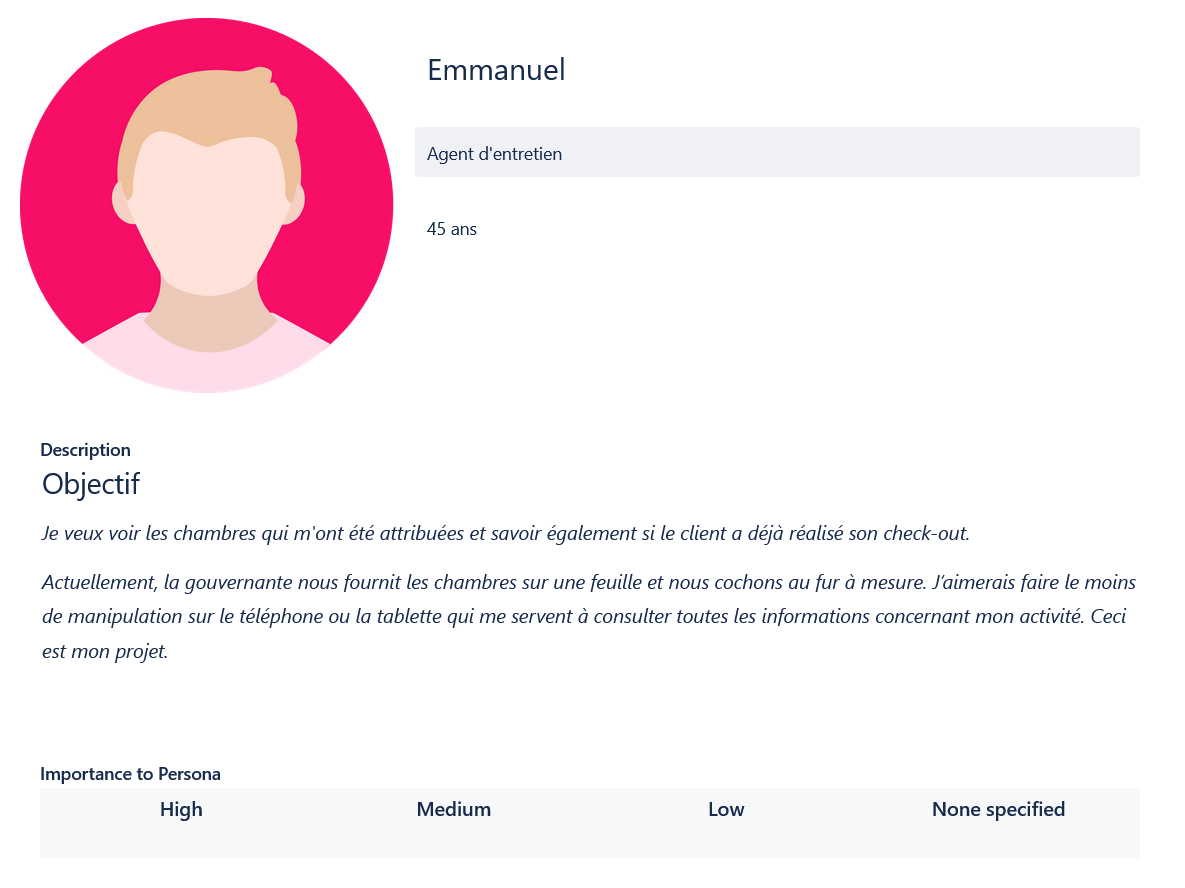 Emmanuel
Agent d'entretien
45 ans
Description
Objectif
Je veux voir les chambres qui m'ont été attribuées et savoir également si le client a déjà réalisé son check-out.
Actuellement, la gouvernante nous fournit les chambres sur une feuille et nous cochons au fur à mesure. J’aimerais faire le moins
de manipulation sur le téléphone ou la tablette qui me servent à consulter toutes les informations concernant mon activité. Ceci
est mon projet.
Importance to Persona
High Medium Low None specified